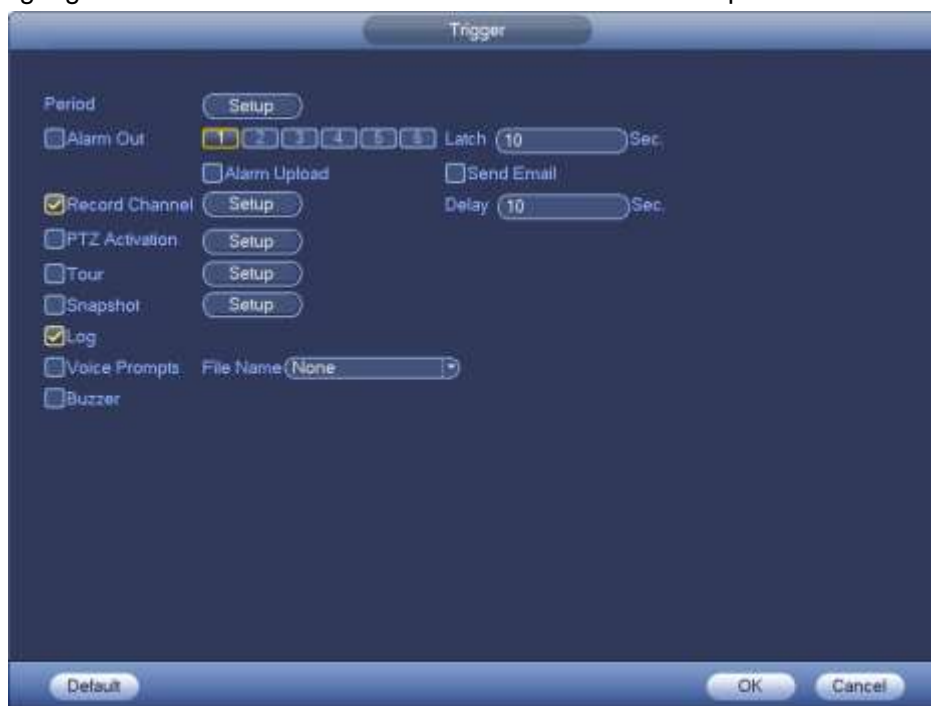 Trigger
Period Setup
Alarm Out 1 2 3 4 5 6 Latch 10 Sec.
Alarm Upload Send Email
Record Channel Setup Delay 10 Sec.
PTZ Activation Setup
Tour Setup
Snapshot Setup
Log
Voice Prompts File Name None
Buzzer
Default OK Cancel